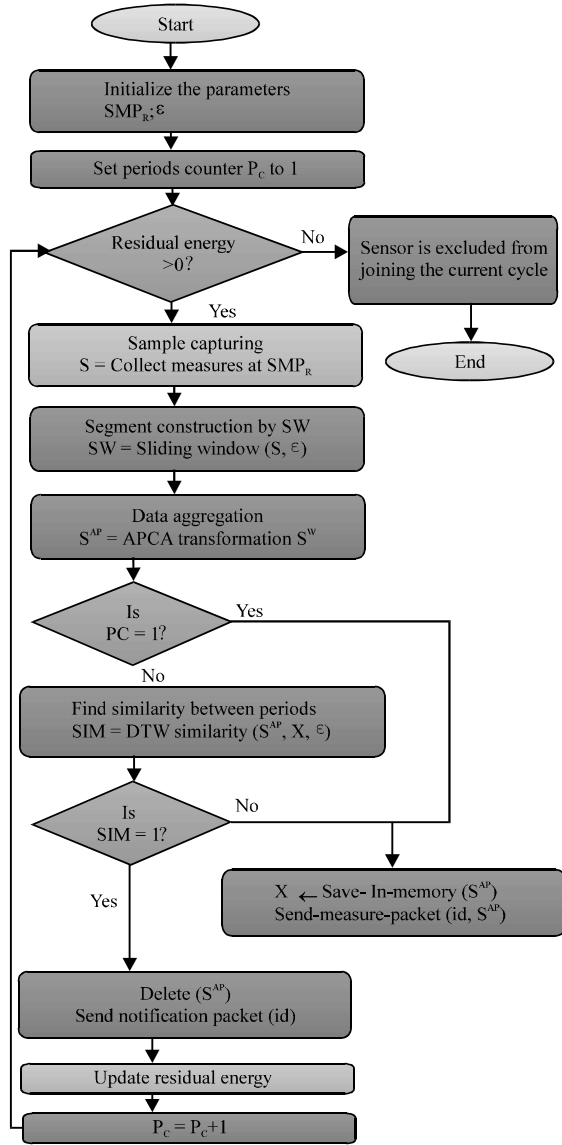 Start
Initialize the parameters
SMP_R; ε
Set periods counter P_C to 1
Residual energy
>0?
No
Sensor is excluded from
joining the current cycle
End
Yes
Sample capturing
S = Collect measures at SMP_R
Segment construction by SW
SW = Sliding window (S, ε)
Data aggregation
S^AP = APCA transformation S^W
Is
PC = 1?
Yes
No
Find similarity between periods
SIM = DTW similarity (S^AP, X, ε)
Is
SIM = 1?
No
X ← Save- In-memory (S^AP)
Send-measure-packet (id, S^AP)
Yes
Delete (S^AP)
Send notification packet (id)
Update residual energy
P_C = P_C+1